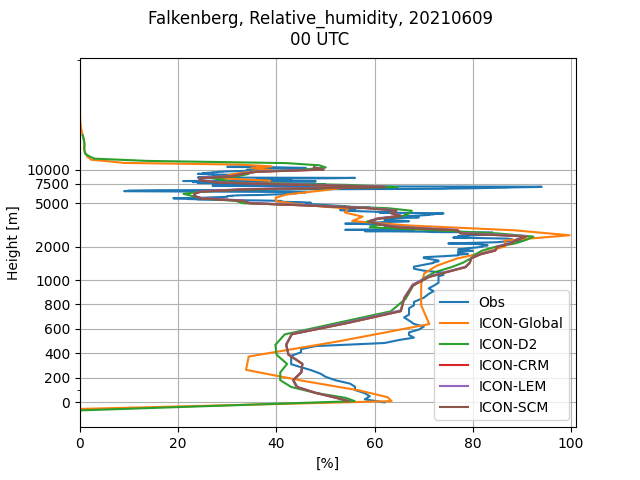 Falkenberg, Relative_humidity, 20210609
00 UTC
Height [m]
10000
7500
5000
2000
1000
800
600
400
200
0
0 20 40 60 80 100
[%]
Obs
ICON-Global
ICON-D2
ICON-CRM
ICON-LEM
ICON-SCM